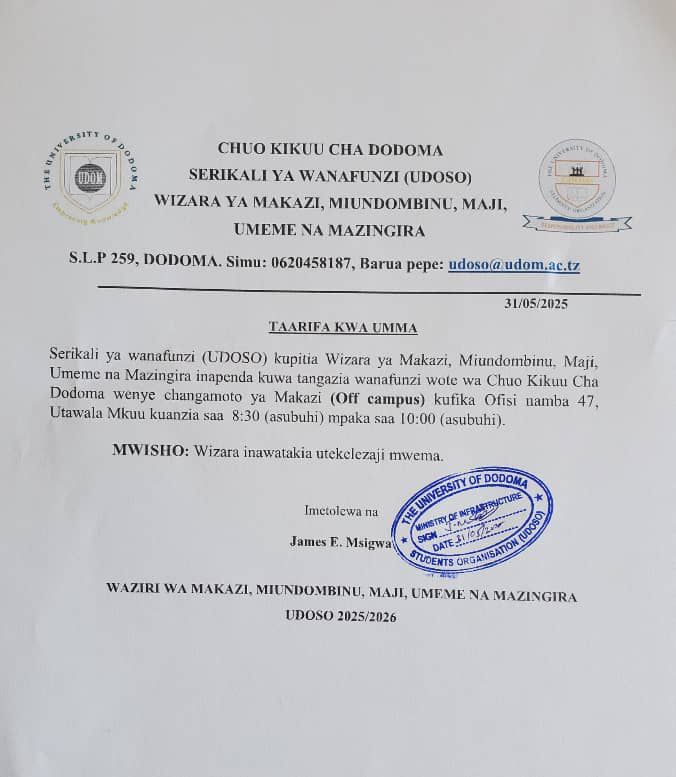 THE UNIVERSITY OF DODOMA
UDOM
Embracing Knowledge
CHUO KIKUU CHA DODOMA
SERIKALI YA WANAFUNZI (UDOSO)
WIZARA YA MAKAZI, MIUNDOMBINU, MAJI,
UMEME NA MAZINGIRA
THE UNIVERSITY OF DODOMA
S.L.P 259, DODOMA. Simu: 0620458187, Barua pepe: udoso@udom.ac.tz
31/05/2025
TAARIFA KWA UMMA
Serikali ya wanafunzi (UDOSO) kupitia Wizara ya Makazi, Miundombinu, Maji,
Umeme na Mazingira inapenda kuwa tangazia wanafunzi wote wa Chuo Kikuu Cha
Dodoma wenye changamoto ya Makazi (Off campus) kufika Ofisi namba 47,
Utawala Mkuu kuanzia saa 8:30 (asubuhi) mpaka saa 10:00 (asubuhi).
MWISHO: Wizara inawatakia utekelezaji mwema.
Imetolewa na
James E. Msigwa
THE UNIVERSITY OF DODOMA
MINISTRY OF INFRASTRUCTURE
SIGN
DATE 31/05/2025
STUDENTS ORGANISATION (UDOSO)
WAZIRI WA MAKAZI, MIUNDOMBINU, MAJI, UMEME NA MAZINGIRA
UDOSO 2025/2026